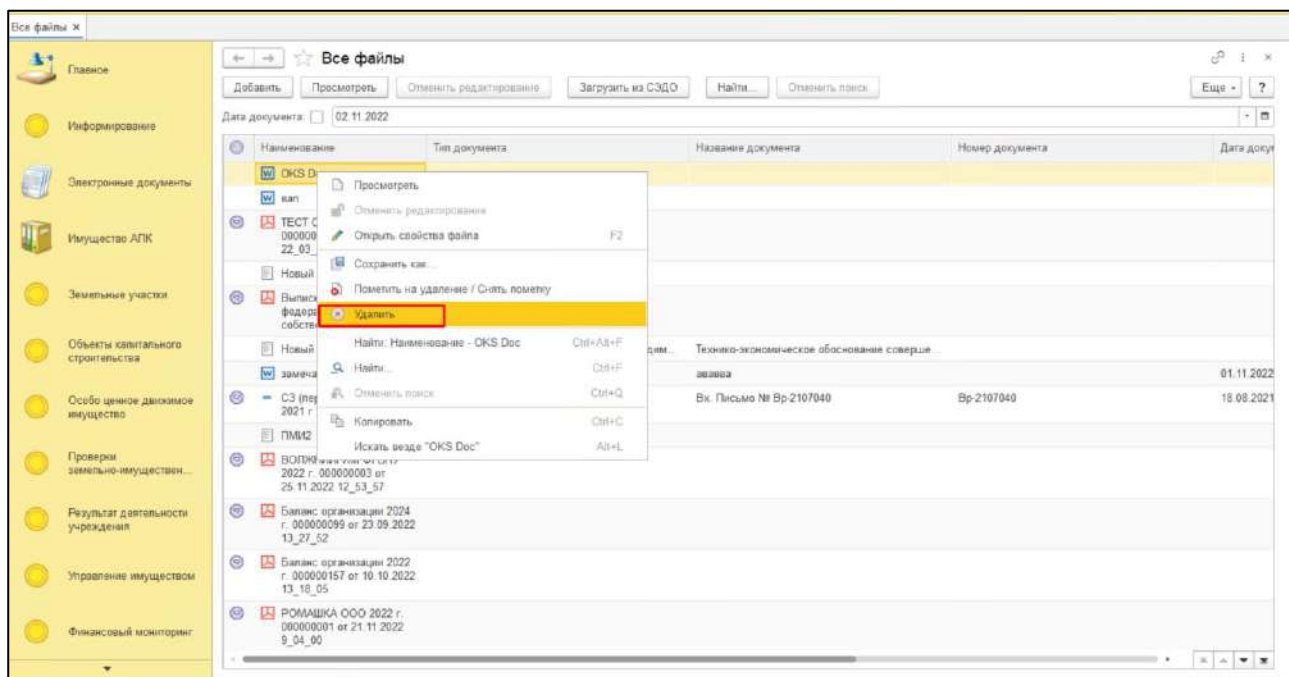 Все файлы ×
Главное
Информирование
Электронные документы
Имущество АПК
Земельные участки
Объекты капитального
строительства
Особо ценное движимое
имущество
Проверки
земельно-имуществен...
Результат деятельности
учреждения
Управление имуществом
Финансовый мониторинг
Все файлы
Добавить
Просмотреть
Отменить редактирование
Загрузить из СЭДО
Найти...
Отменить поиск
Еще
?
Дата документа:
02.11.2022
Наименование
Тип документа
Название документа
Номер документа
Дата докум
OKS D
ТЕСТ С
000000
22_03_
Новый
Выписк
федера
собстве
Новый
дим...
Технико-экономическое обоснование соверше...
замеча
01.11.2022
СЗ (пер
2021 г
Вх. Письмо № Вр-2107040
Вр-2107040
18.08.2021
ПМИ2
2022 г. 000000003 от
25.11.2022 12_53_57
Баланс организации 2024
г. 000000099 от 23.09.2022
13_27_52
Баланс организации 2022
г. 000000157 от 10.10.2022
13_18_05
РОМАШКА ООО 2022 г.
000000001 от 21.11.2022
9_04_00
Просмотреть
Отменить редактирование
Открыть свойства файла F2
Сохранить как...
Пометить на удаление / Снять пометку
Удалить
Найти: Наименование - OKS Doc Ctrl+Alt+F
Найти... Ctrl+F
Отменить поиск Ctrl+Q
Копировать Ctrl+C
Искать везде "OKS Doc" Alt+L